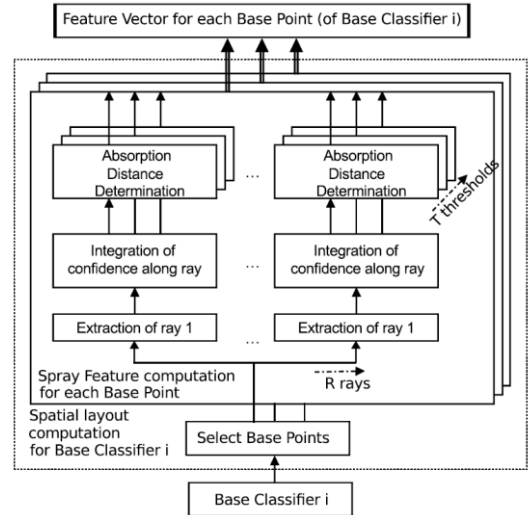 Feature Vector for each Base Point (of Base Classifier i)
Absorption
Distance
Determination
...
Absorption
Distance
Determination
T thresholds
Integration of
confidence along ray
...
Integration of
confidence along ray
Extraction of ray 1
...
Extraction of ray 1
R rays
Spray Feature computation
for each Base Point
Spatial layout
computation
for Base Classifier i
Select Base Points
Base Classifier i